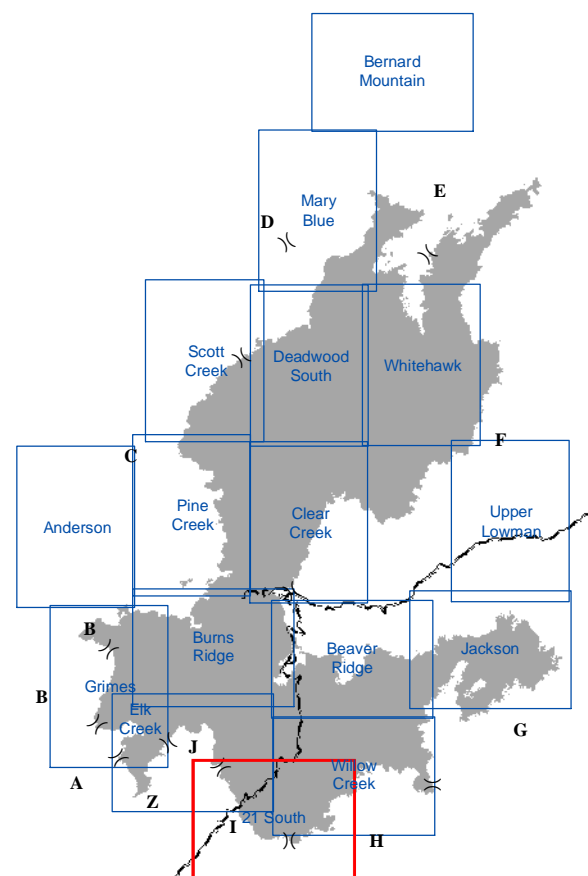 Bernard
Mountain
E
Mary
Blue
D
Scott
Creek
Deadwood
South
Whitehawk
F
C
Pine
Creek
Clear
Creek
Upper
Lowman
Anderson
B
Burns
Ridge
Beaver
Ridge
Jackson
B
Grimes
Elk
Creek
G
J
A
Z
Willow
Creek
I
21 South
H